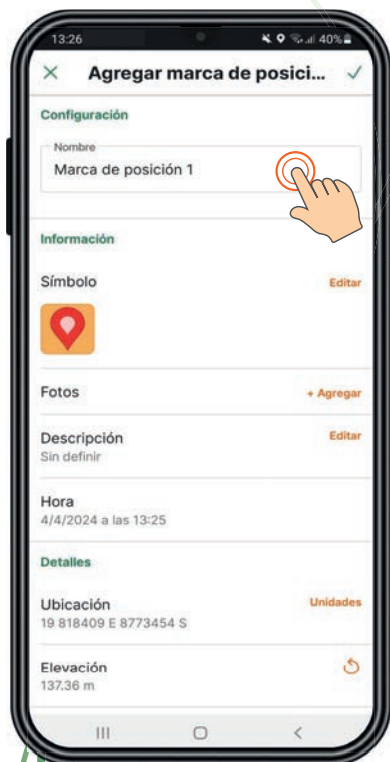 13:26
40%
Agregar marca de posici...
Configuración
Nombre
Marca de posición 1
Información
Símbolo
Editar
Fotos
+ Agregar
Descripción
Editar
Sin definir
Hora
4/4/2024 a las 13:25
Detalles
Ubicación
Unidades
19 818409 E 8773454 S
Elevación
137.36 m